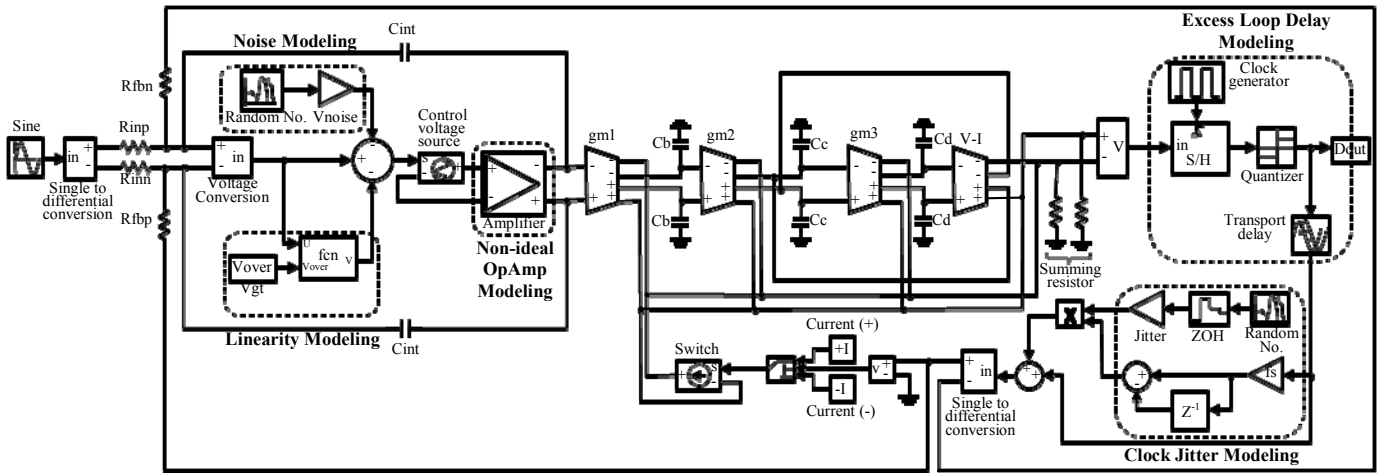 Excess Loop Delay
Modeling
Noise Modeling
Cint
Clock
generator
Rfbn
Random No. Vnoise
Control
voltage
source
Sine
Rinp
in
+
-
Rinn
+
-
in
Voltage
Conversion
Single to
differential
conversion
Rfbp
s
Amplifier
gm1
gm2
gm3
V-I
Cb
Cc
Cd
Cb
Cc
Cd
+
-
V
in
S/H
Quantizer
Dout
Transport
delay
Summing
resistor
Non-ideal
OpAmp
Modeling
U
fcn
Vover
v
Vover
Vgt
Linearity Modeling
Cint
Switch
s
Current (+)
+I
-I
Current (-)
v
+
-
+
-
in
Single to
differential
conversion
X
Jitter
ZOH
Random
No.
fs
Z-1
Clock Jitter Modeling